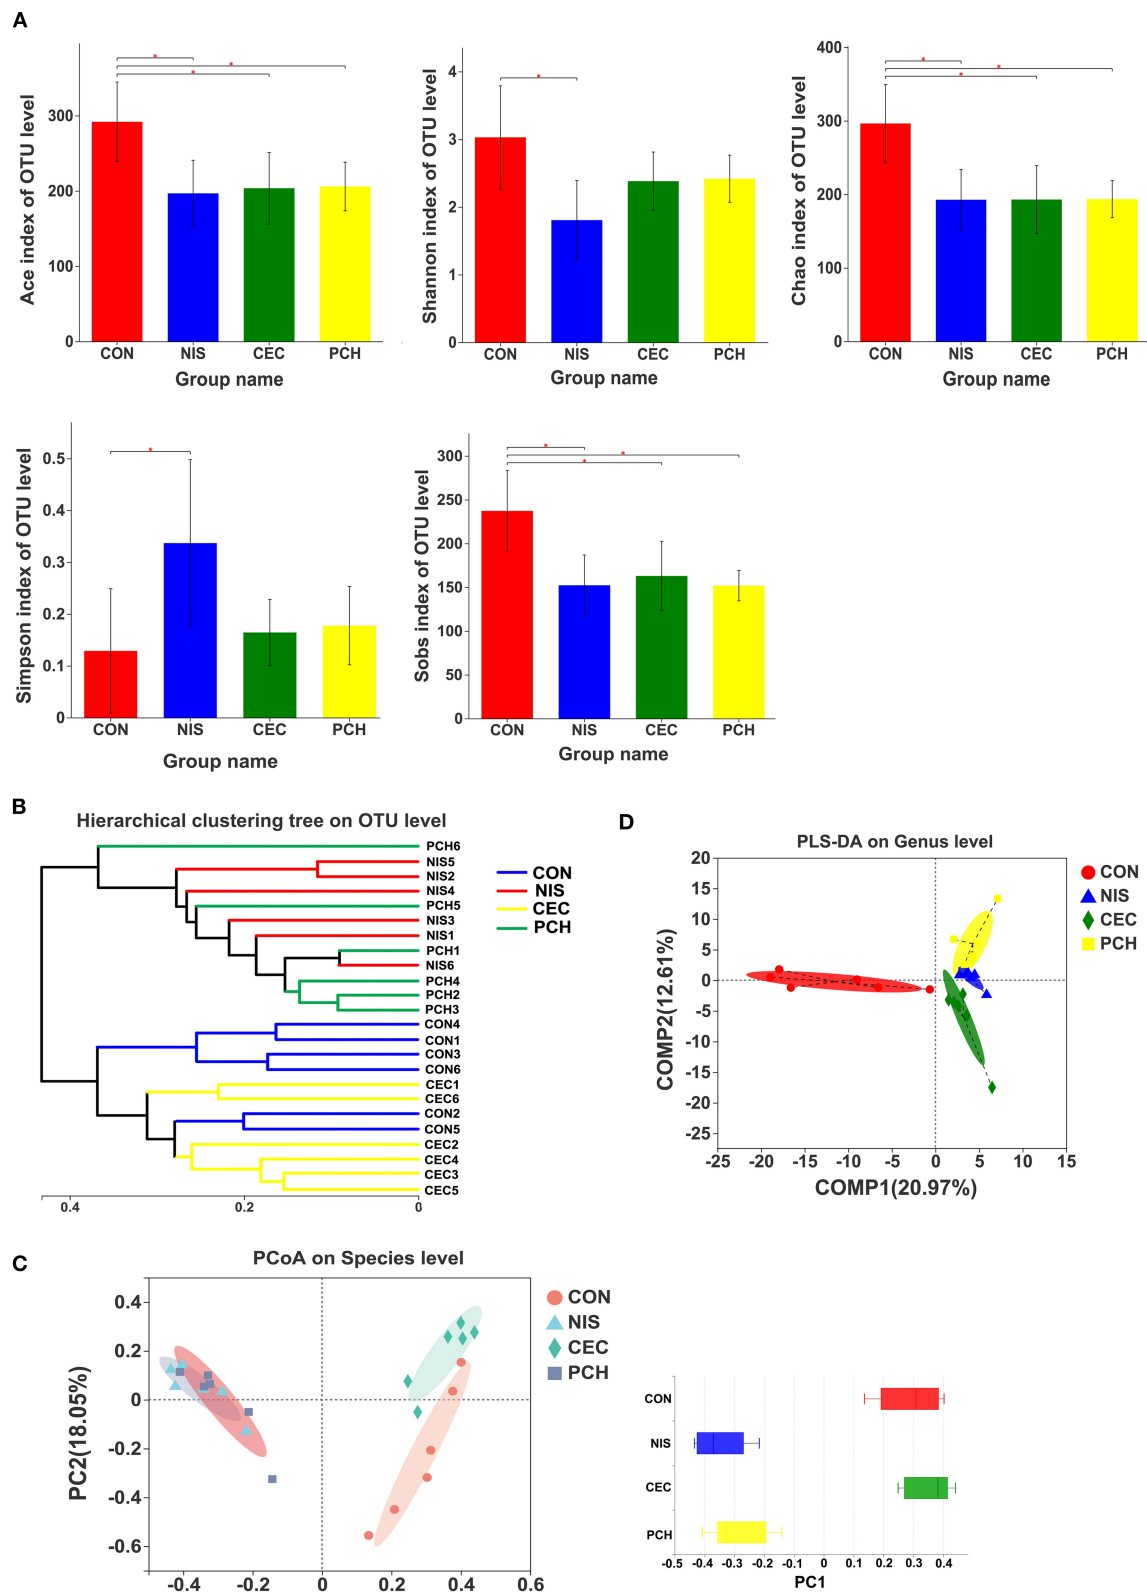 A
Ace index of OTU level
300
200
100
0
*
*
*
CON NIS CEC PCH
Group name
Shannon index of OTU level
4
3
2
1
0
*
CON NIS CEC PCH
Group name
Chao index of OTU level
400
300
200
100
0
*
*
*
CON NIS CEC PCH
Group name
Simpson index of OTU level
0.5
0.4
0.3
0.2
0.1
0
*
CON NIS CEC PCH
Group name
Sobs index of OTU level
300
250
200
150
100
50
0
*
*
*
CON NIS CEC PCH
Group name
B
Hierarchical clustering tree on OTU level
PCH6
NIS5
NIS2
NIS4
PCH5
NIS3
NIS1
PCH1
NIS6
PCH4
PCH2
PCH3
CON4
CON1
CON3
CON6
CEC1
CEC6
CON2
CON5
CEC2
CEC4
CEC3
CEC5
0.4 0.2 0
CON
NIS
CEC
PCH
D
PLS-DA on Genus level
COMP2(12.61%)
20
15
10
5
0
-5
-10
-15
-20
-25
-25 -20 -15 -10 -5 0 5 10 15
COMP1(20.97%)
CON
NIS
CEC
PCH
C
PCoA on Species level
PC2(18.05%)
0.4
0.2
0
-0.2
-0.4
-0.6
-0.4 -0.2 0 0.2 0.4 0.6
CON
NIS
CEC
PCH
CON
NIS
CEC
PCH
-0.5 -0.4 -0.3 -0.2 -0.1 0 0.1 0.2 0.3 0.4
PC1